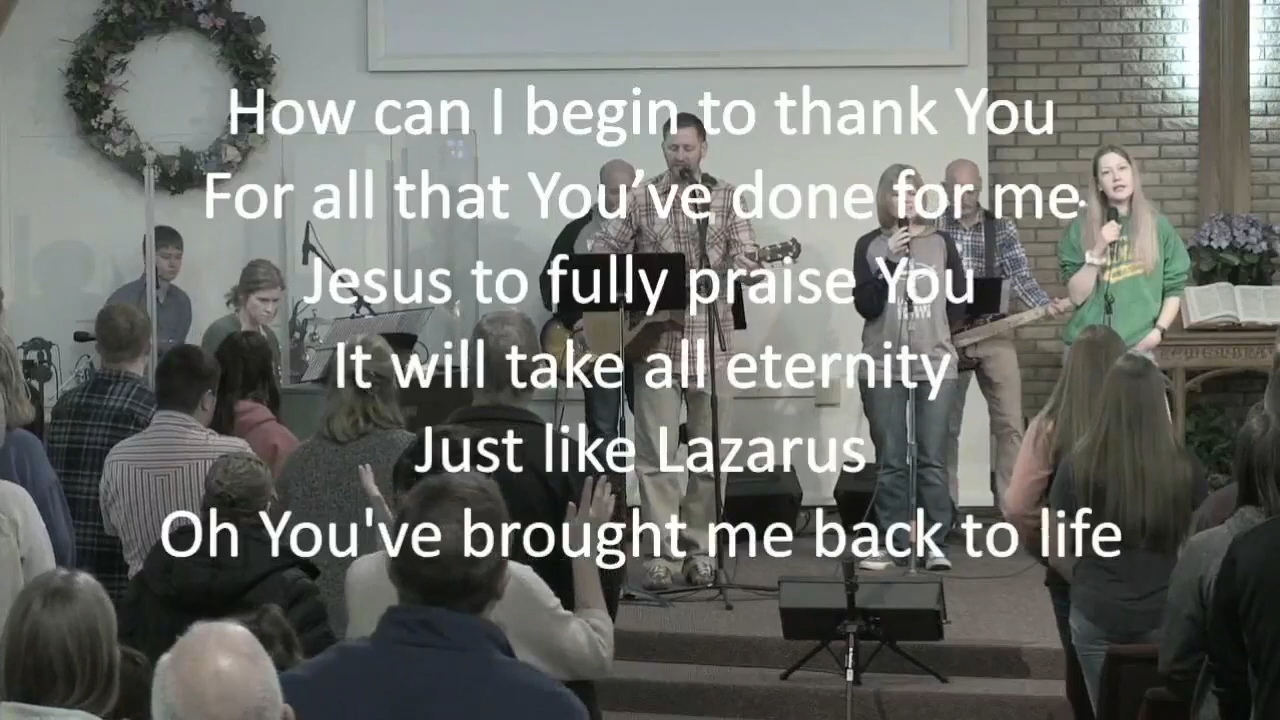 How can I begin to thank You
For all that You’ve done for me
Jesus to fully praise You
It will take all eternity
Just like Lazarus
Oh You've brought me back to life